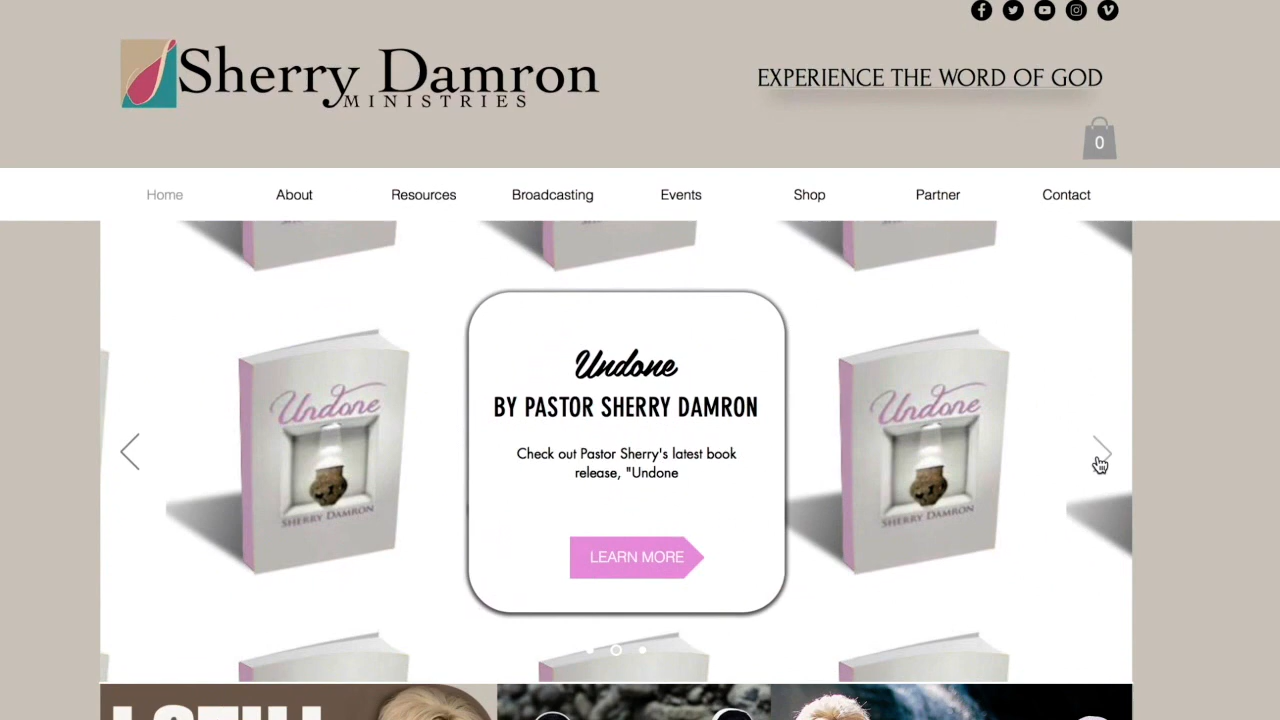 Sherry Damron
MINISTRIES
EXPERIENCE THE WORD OF GOD
0
Home About Resources Broadcasting Events Shop Partner Contact
Undone
SHERRY DAMRON
Undone
BY PASTOR SHERRY DAMRON
Check out Pastor Sherry's latest book
release, "Undone
LEARN MORE
Undone
SHERRY DAMRON